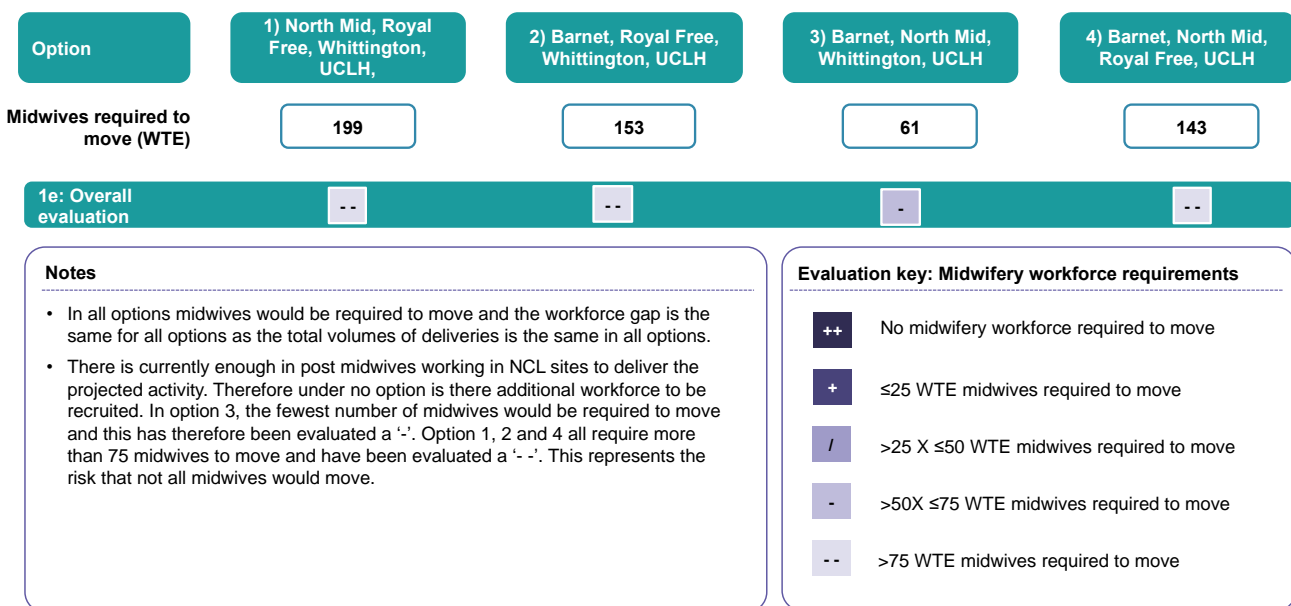 Option
1) North Mid, Royal
Free, Whittington,
UCLH,
2) Barnet, Royal Free,
Whittington, UCLH
3) Barnet, North Mid,
Whittington, UCLH
4) Barnet, North Mid,
Royal Free, UCLH
Midwives required to
move (WTE)
199
153
61
143
1e: Overall
evaluation
- -
- -
-
- -
Notes
• In all options midwives would be required to move and the workforce gap is the
same for all options as the total volumes of deliveries is the same in all options.
• There is currently enough in post midwives working in NCL sites to deliver the
projected activity. Therefore under no option is there additional workforce to be
recruited. In option 3, the fewest number of midwives would be required to move
and this has therefore been evaluated a ‘-’. Option 1, 2 and 4 all require more
than 75 midwives to move and have been evaluated a ‘- -’. This represents the
risk that not all midwives would move.
Evaluation key: Midwifery workforce requirements
++ No midwifery workforce required to move
+ ≤25 WTE midwives required to move
/ >25 X ≤50 WTE midwives required to move
- >50X ≤75 WTE midwives required to move
- - >75 WTE midwives required to move